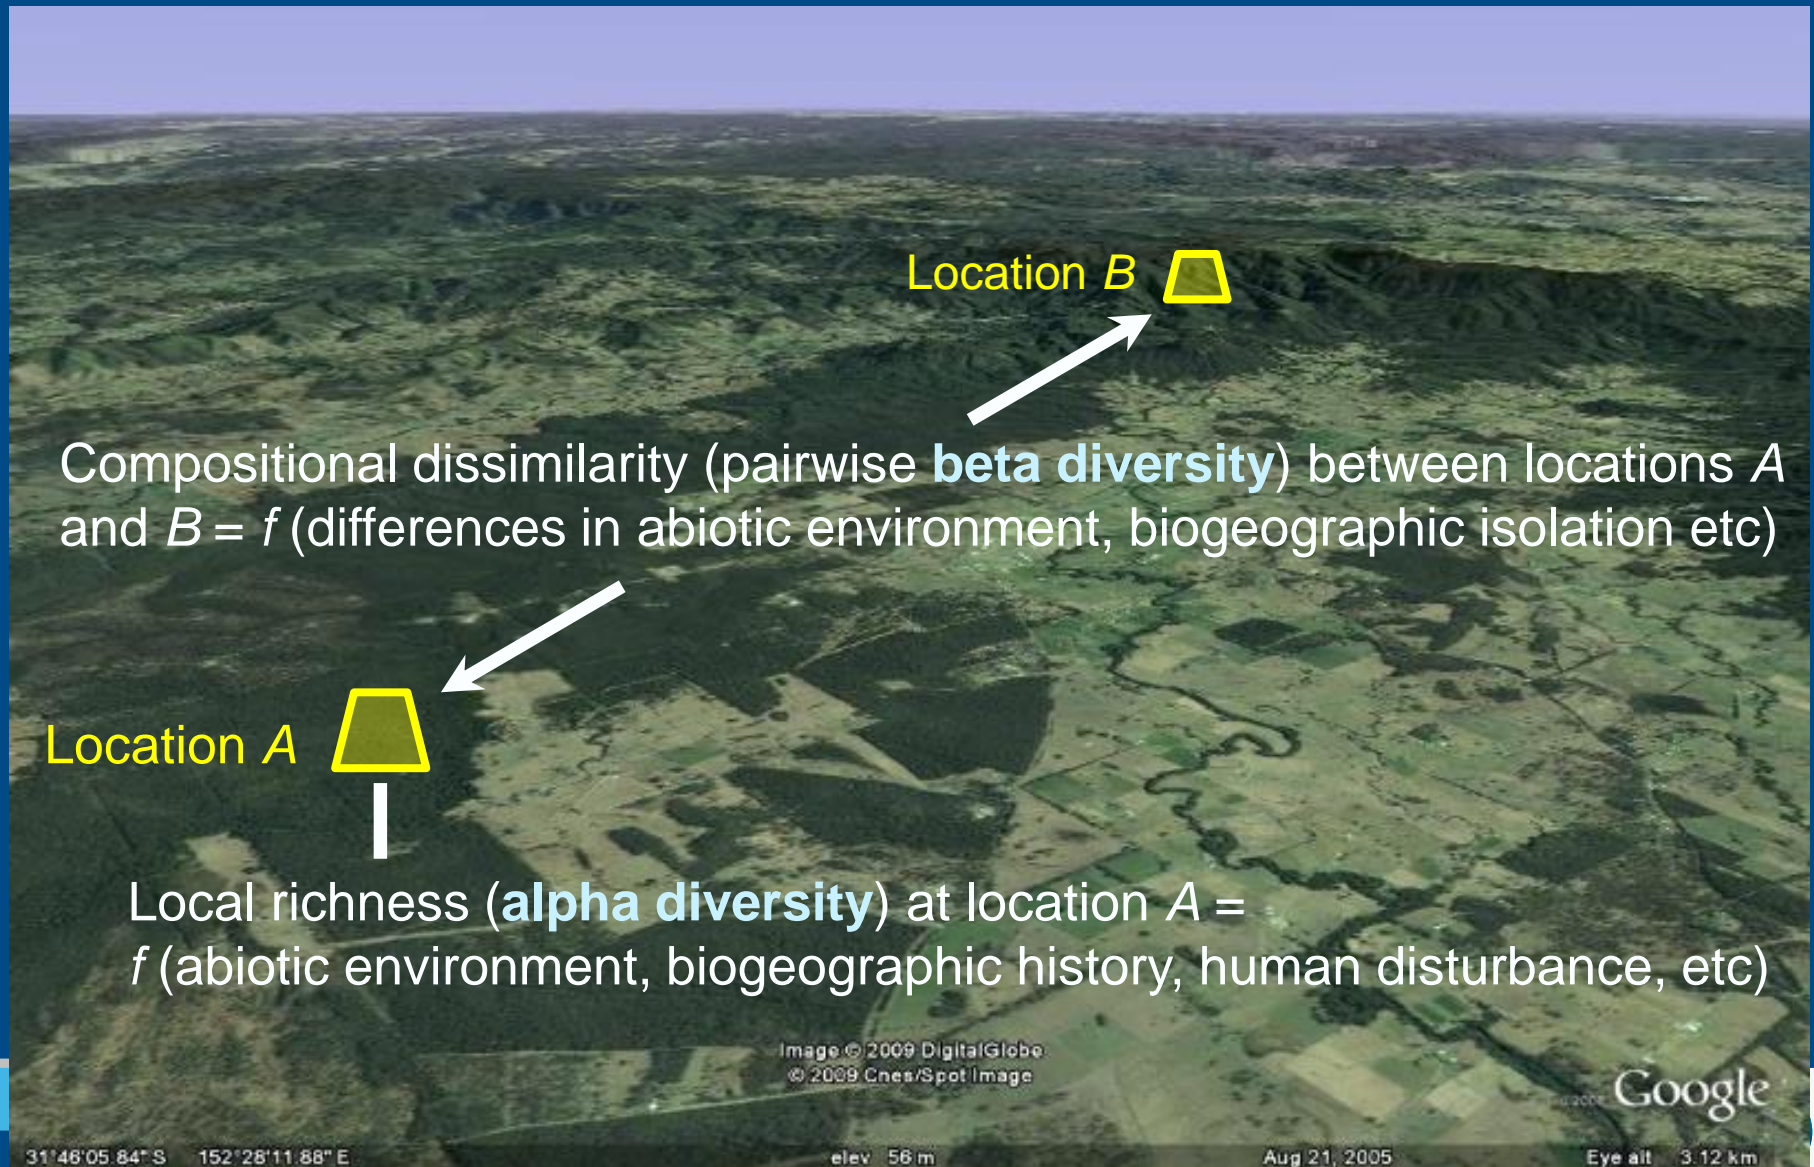 Location B
Compositional dissimilarity (pairwise beta diversity) between locations A
and B = f (differences in abiotic environment, biogeographic isolation etc)
Location A
Local richness (alpha diversity) at location A =
f (abiotic environment, biogeographic history, human disturbance, etc)
Image © 2009 DigitalGlobe
© 2009 Cnes/Spot Image
Google
31°46'05.84" S 152°28'11.88" E elev 56 m Aug 21, 2005 Eye alt 3.12 km